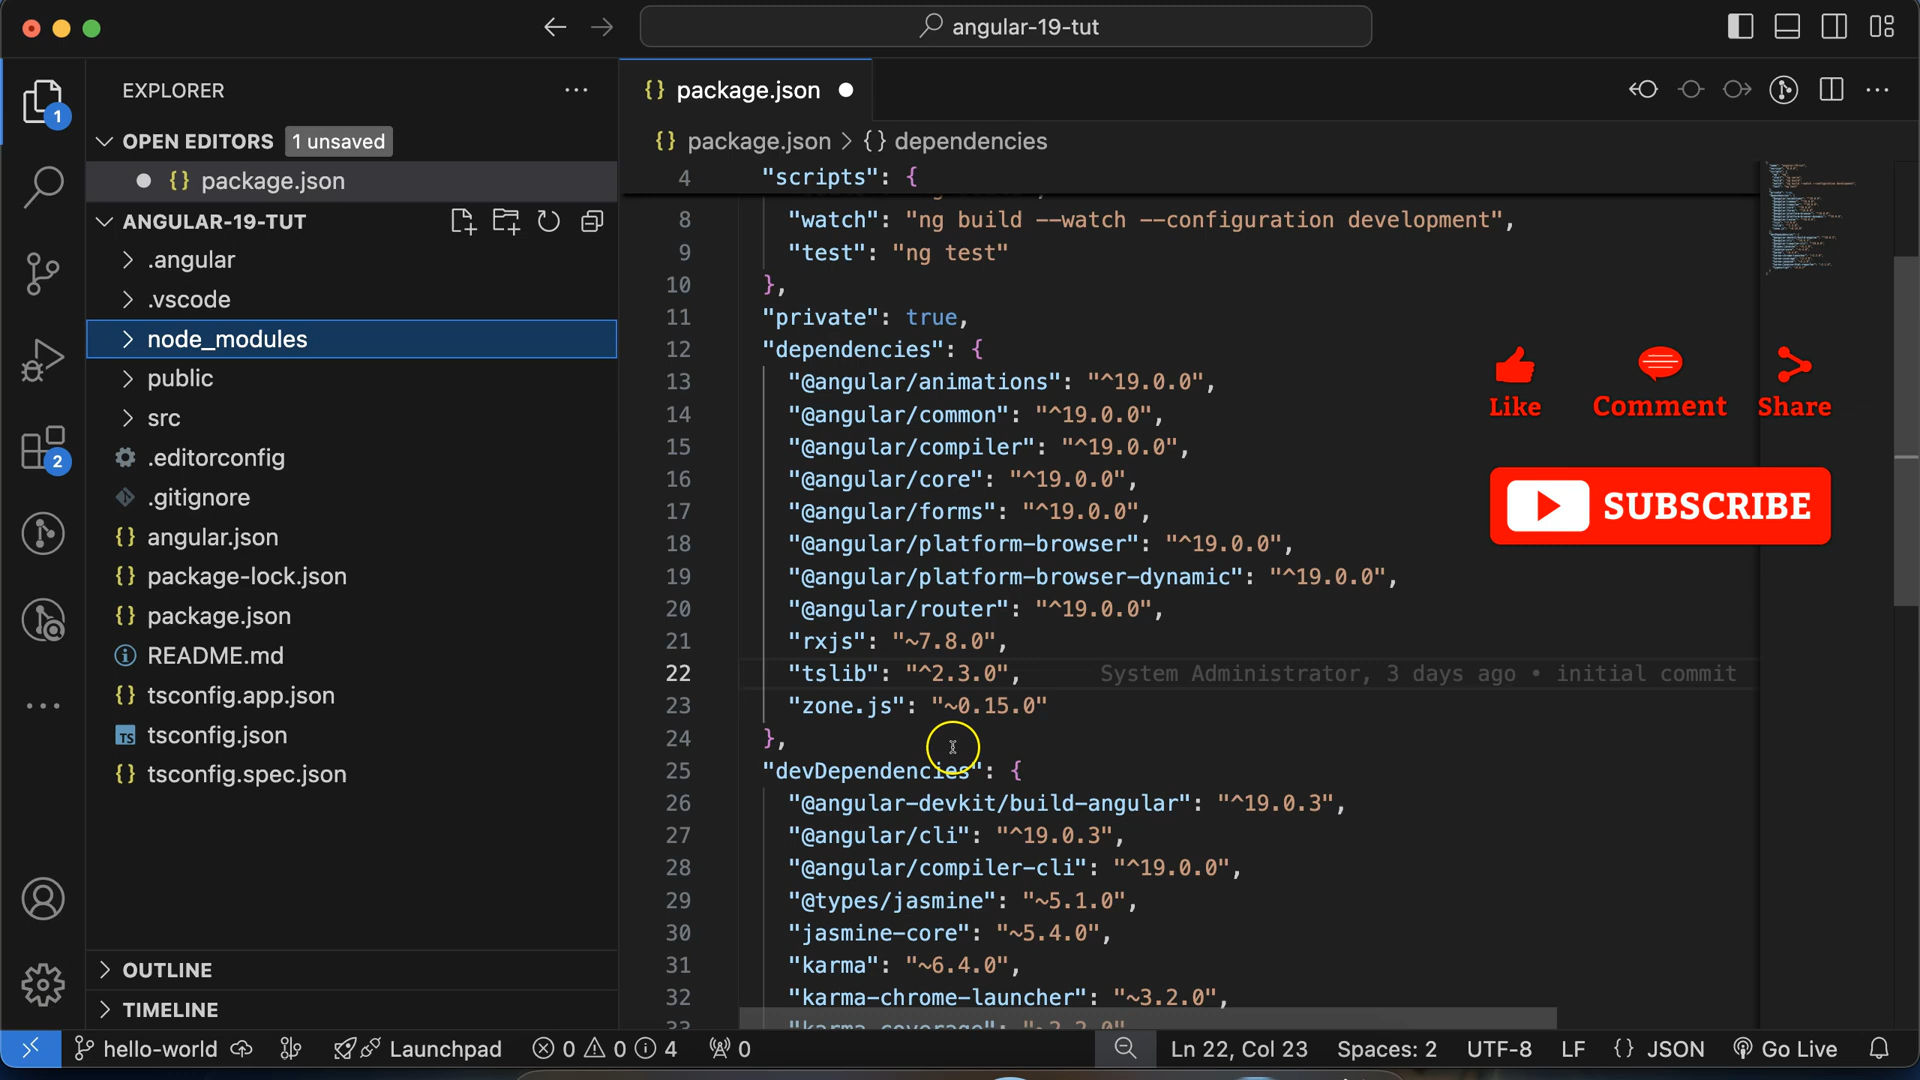 angular-19-tut
EXPLORER
OPEN EDITORS 1 unsaved
{} package.json
ANGULAR-19-TUT
.angular
.vscode
node_modules
public
src
.editorconfig
.gitignore
{} angular.json
{} package-lock.json
{} package.json
README.md
{} tsconfig.app.json
TS tsconfig.json
{} tsconfig.spec.json
OUTLINE
TIMELINE
1
2
{} package.json
{} package.json > {} dependencies
4 "scripts": {
8 "watch": "ng build --watch --configuration development",
9 "test": "ng test"
10 },
11 "private": true,
12 "dependencies": {
13 "@angular/animations": "^19.0.0",
14 "@angular/common": "^19.0.0",
15 "@angular/compiler": "^19.0.0",
16 "@angular/core": "^19.0.0",
17 "@angular/forms": "^19.0.0",
18 "@angular/platform-browser": "^19.0.0",
19 "@angular/platform-browser-dynamic": "^19.0.0",
20 "@angular/router": "^19.0.0",
21 "rxjs": "~7.8.0",
22 "tslib": "^2.3.0", System Administrator, 3 days ago • initial commit
23 "zone.js": "~0.15.0"
24 },
25 "devDependencies": {
26 "@angular-devkit/build-angular": "^19.0.3",
27 "@angular/cli": "^19.0.3",
28 "@angular/compiler-cli": "^19.0.0",
29 "@types/jasmine": "~5.1.0",
30 "jasmine-core": "~5.4.0",
31 "karma": "~6.4.0",
32 "karma-chrome-launcher": "~3.2.0",
33 "karma-coverage": "~2.2.0",
Like Comment Share
SUBSCRIBE
hello-world Launchpad 0 0 4 0 Ln 22, Col 23 Spaces: 2 UTF-8 LF {} JSON Go Live